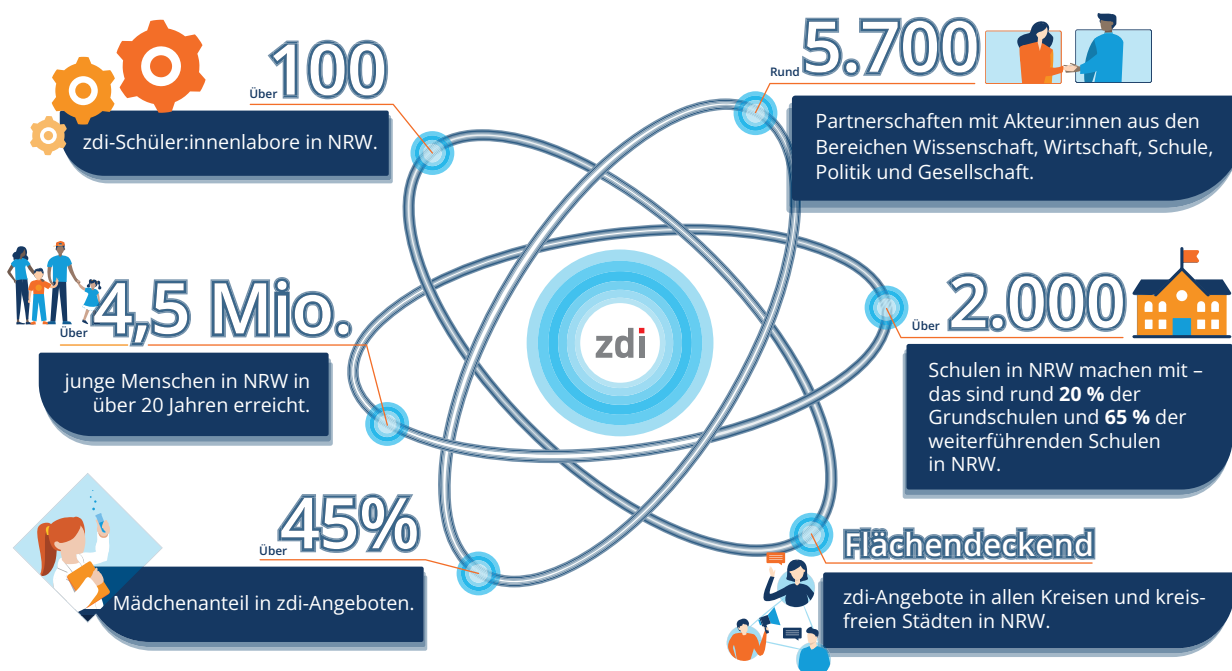 Über 100
zdi-Schüler:innenlabore in NRW.
Rund 5.700
Partnerschaften mit Akteur:innen aus den
Bereichen Wissenschaft, Wirtschaft, Schule,
Politik und Gesellschaft.
Über 4,5 Mio.
junge Menschen in NRW in
über 20 Jahren erreicht.
zdi
Über 2.000
Schulen in NRW machen mit –
das sind rund 20 % der
Grundschulen und 65 % der
weiterführenden Schulen
in NRW.
Über 45%
Mädchenanteil in zdi-Angeboten.
Flächendeckend
zdi-Angebote in allen Kreisen und kreis-
freien Städten in NRW.